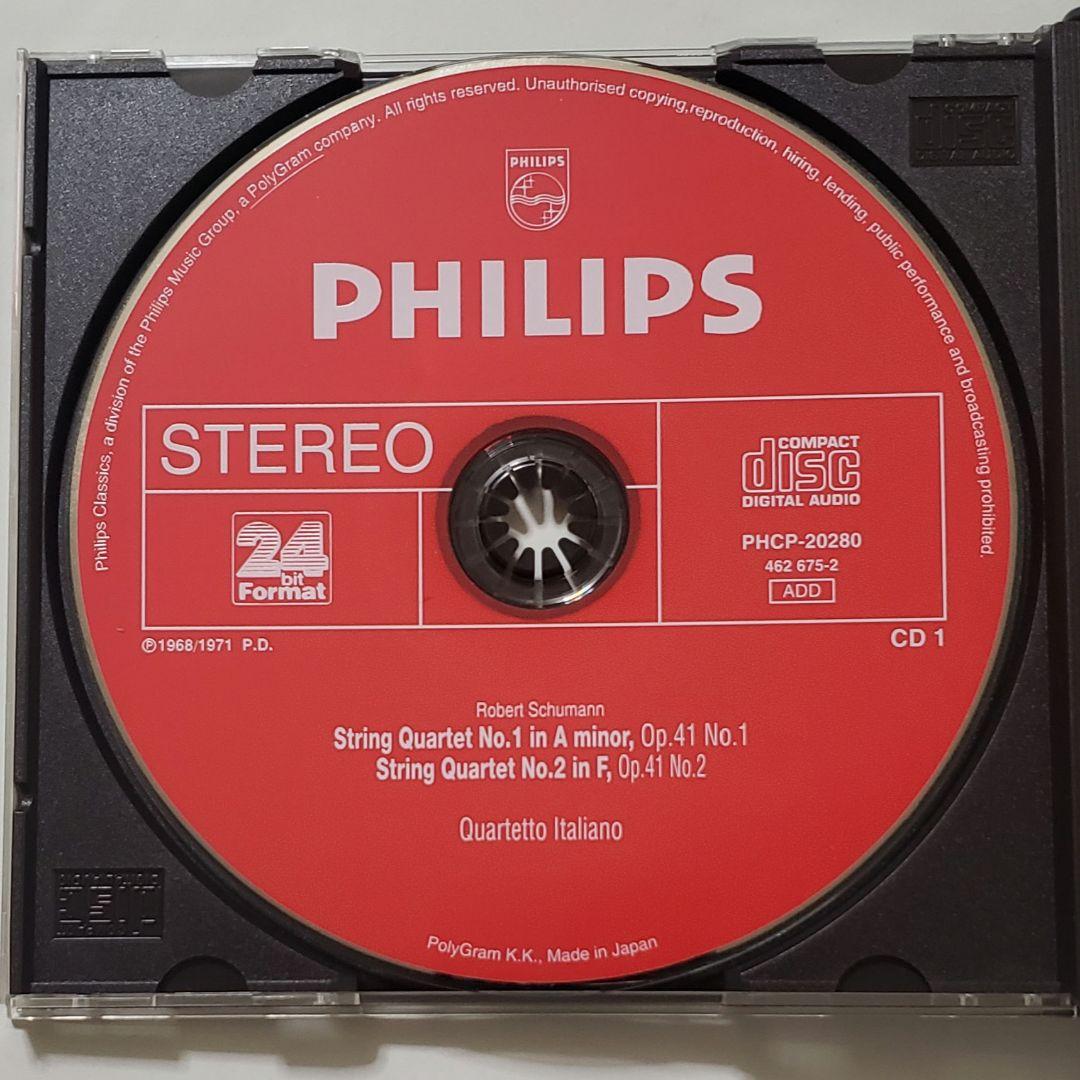 Philips Classics, a division of the Philips Music Group, a PolyGram company. All rights reserved. Unauthorised copying,reproduction, hiring, lending, public performance and broadcasting prohibited.
PHILIPS
PHILIPS
STEREO
COMPACT
disc
DIGITAL AUDIO
24
bit
Format
PHCP-20280
462 675-2
ADD
℗1968/1971 P.D.
CD 1
Robert Schumann
String Quartet No.1 in A minor, Op.41 No.1
String Quartet No.2 in F, Op.41 No.2
Quartetto Italiano
PolyGram K.K., Made in Japan